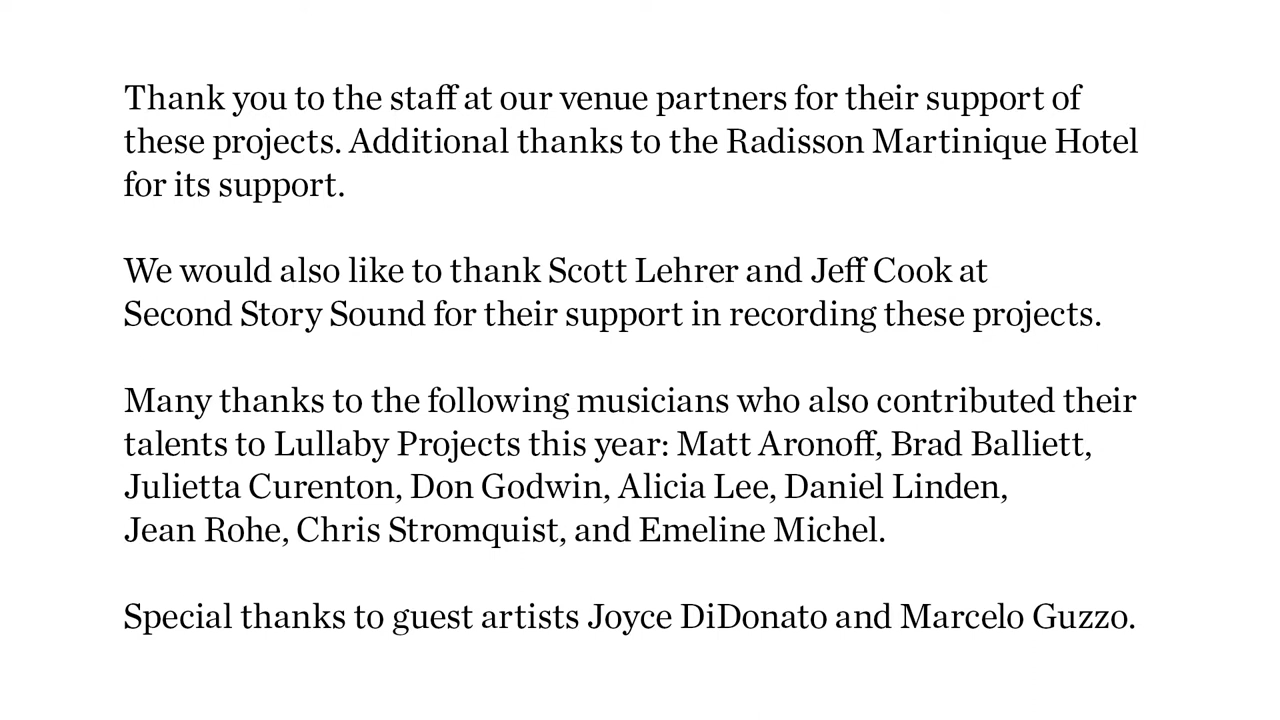 Thank you to the staff at our venue partners for their support of
these projects. Additional thanks to the Radisson Martinique Hotel
for its support.
We would also like to thank Scott Lehrer and Jeff Cook at
Second Story Sound for their support in recording these projects.
Many thanks to the following musicians who also contributed their
talents to Lullaby Projects this year: Matt Aronoff, Brad Balliett,
Julietta Curenton, Don Godwin, Alicia Lee, Daniel Linden,
Jean Rohe, Chris Stromquist, and Emeline Michel.
Special thanks to guest artists Joyce DiDonato and Marcelo Guzzo.